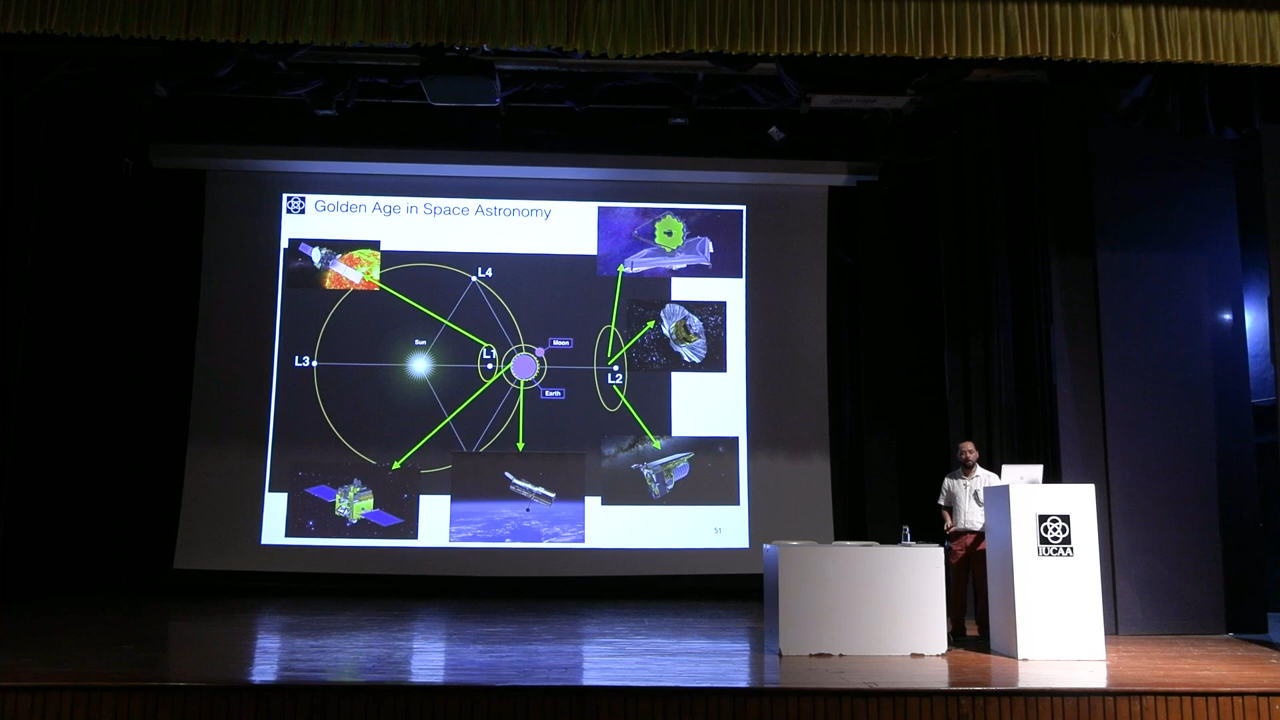 Golden Age in Space Astronomy
L4
Sun
L1
Moon
L3
L2
Earth
51
IUCAA